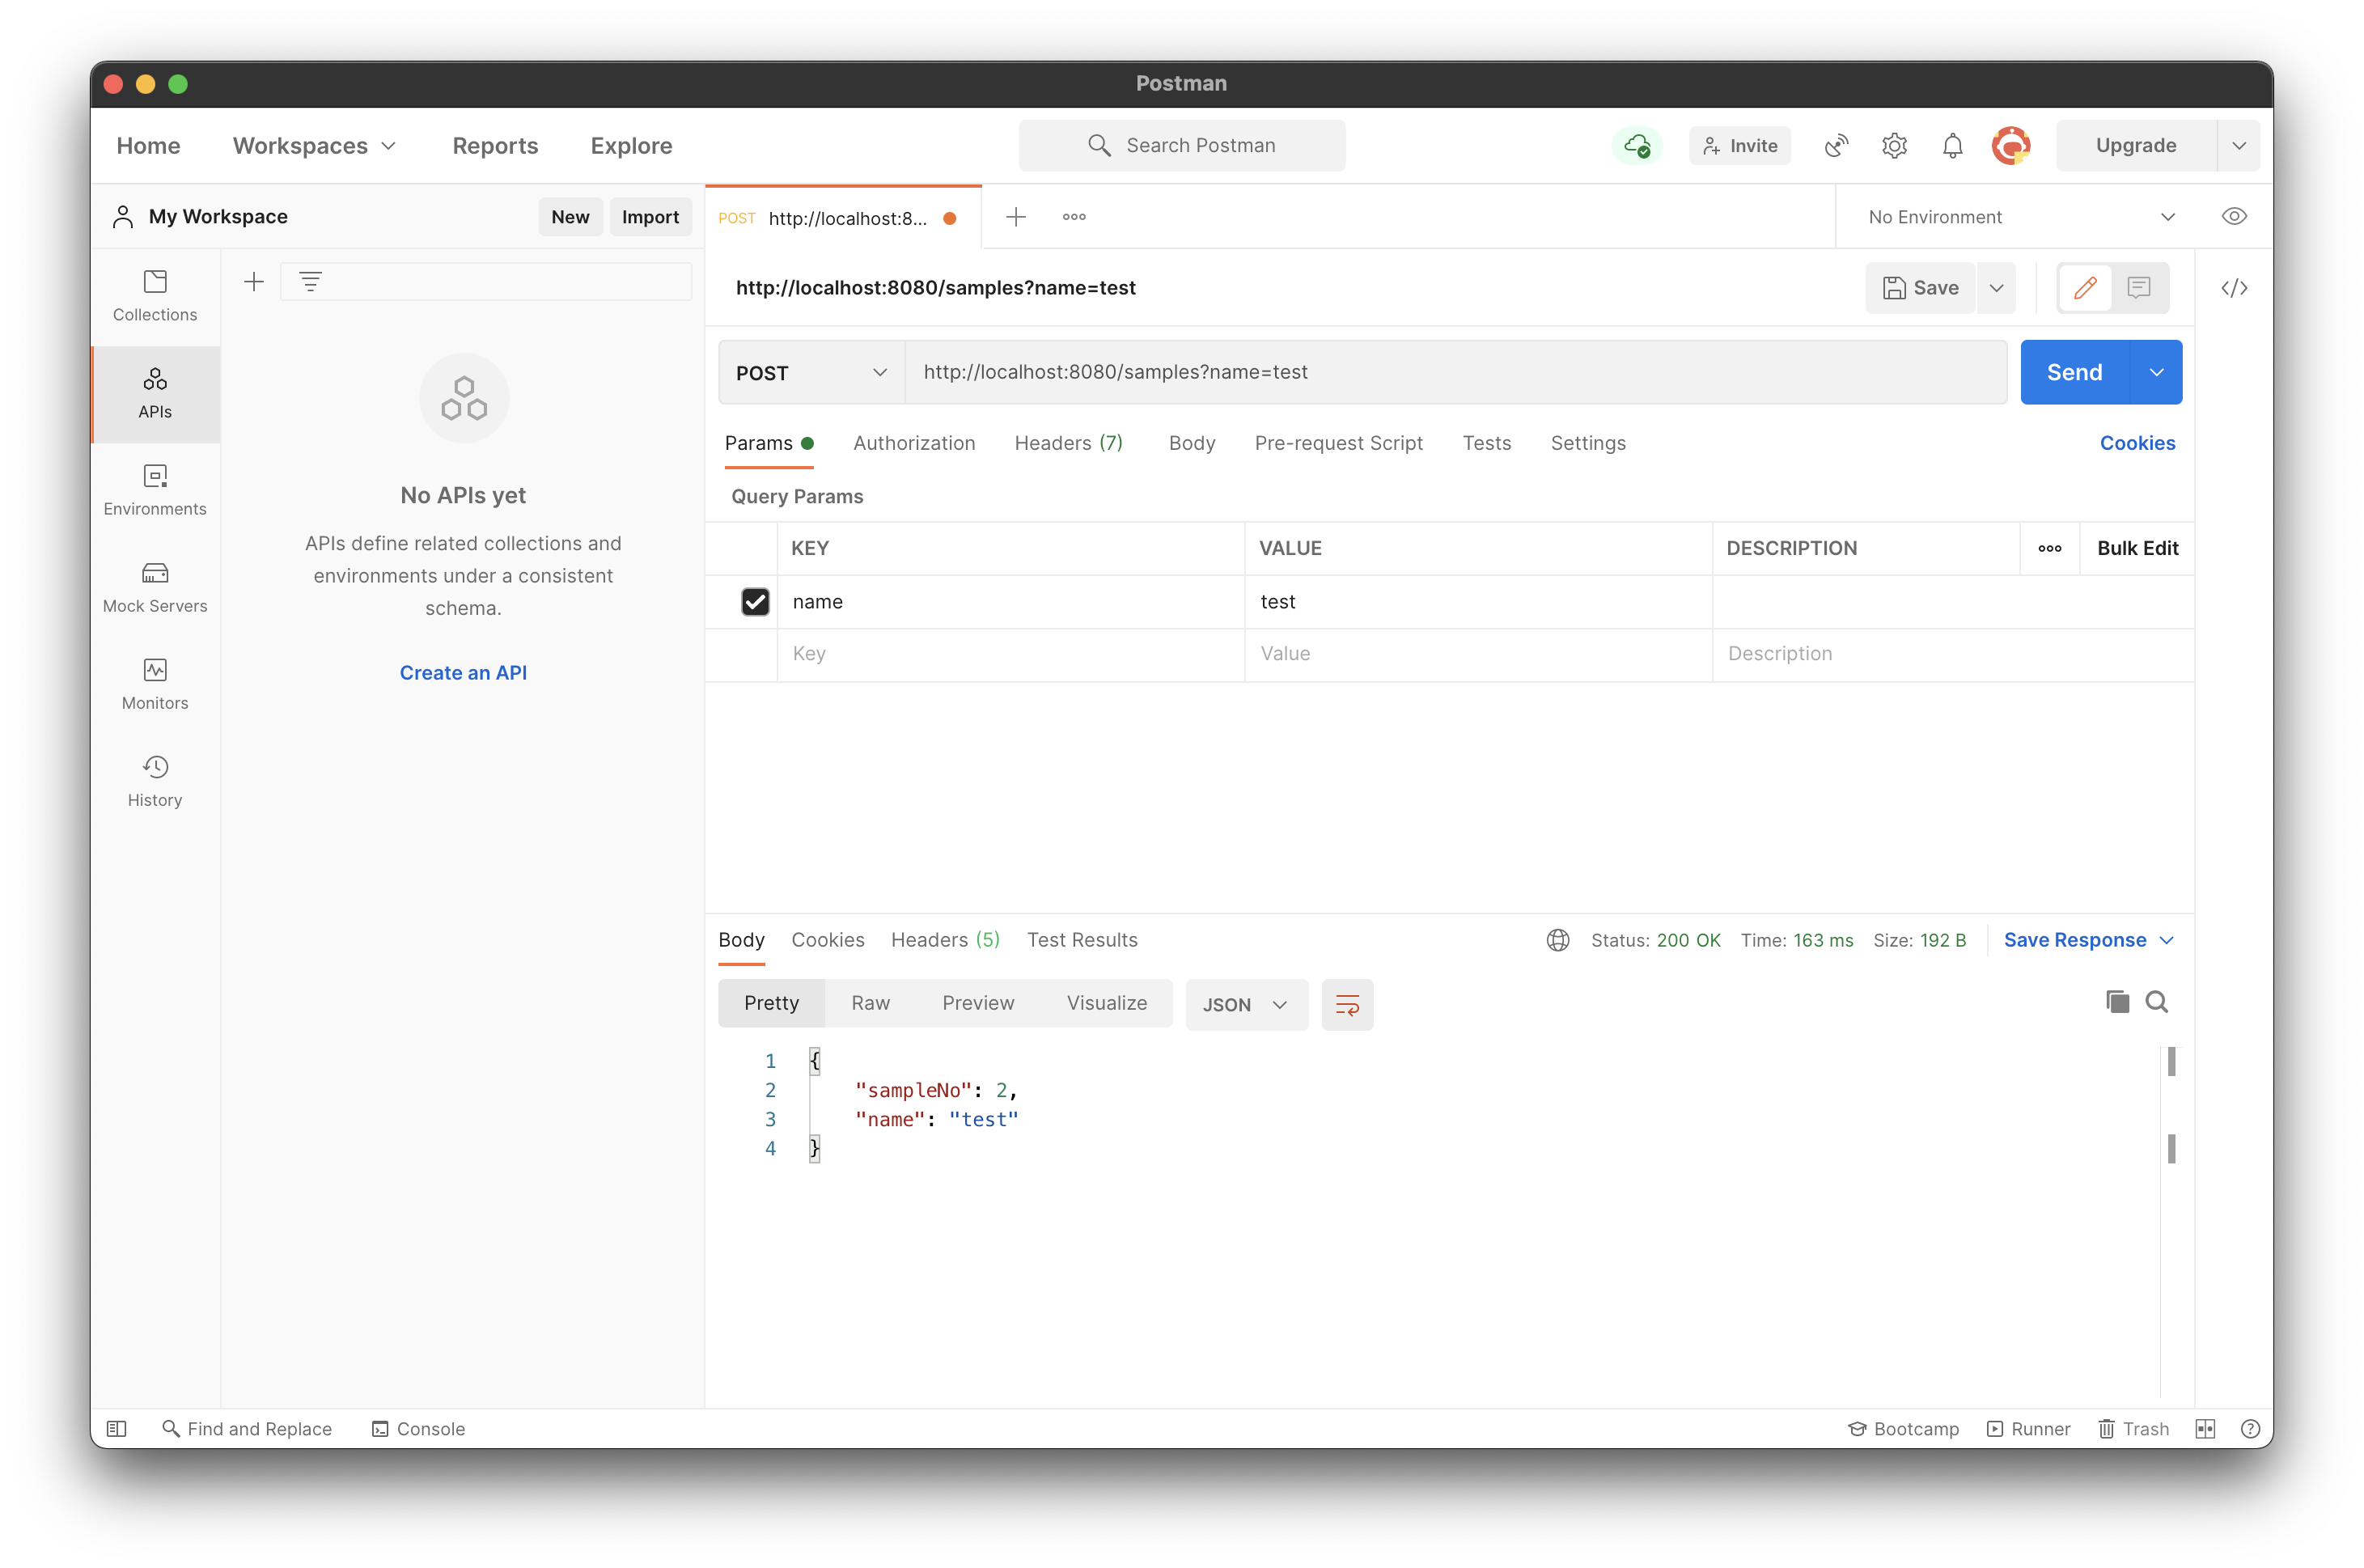 Postman
Home Workspaces Reports Explore Search Postman Invite Upgrade
My Workspace New Import POST http://localhost:8... No Environment
Collections
APIs
Environments
Mock Servers
Monitors
History
No APIs yet
APIs define related collections and
environments under a consistent
schema.
Create an API
http://localhost:8080/samples?name=test Save
POST http://localhost:8080/samples?name=test Send
Params Authorization Headers (7) Body Pre-request Script Tests Settings Cookies
Query Params
KEY VALUE DESCRIPTION Bulk Edit
name test
Key Value Description
Body Cookies Headers (5) Test Results Status: 200 OK Time: 163 ms Size: 192 B Save Response
Pretty Raw Preview Visualize JSON
1 {
2 "sampleNo": 2,
3 "name": "test"
4 }
Find and Replace Console Bootcamp Runner Trash